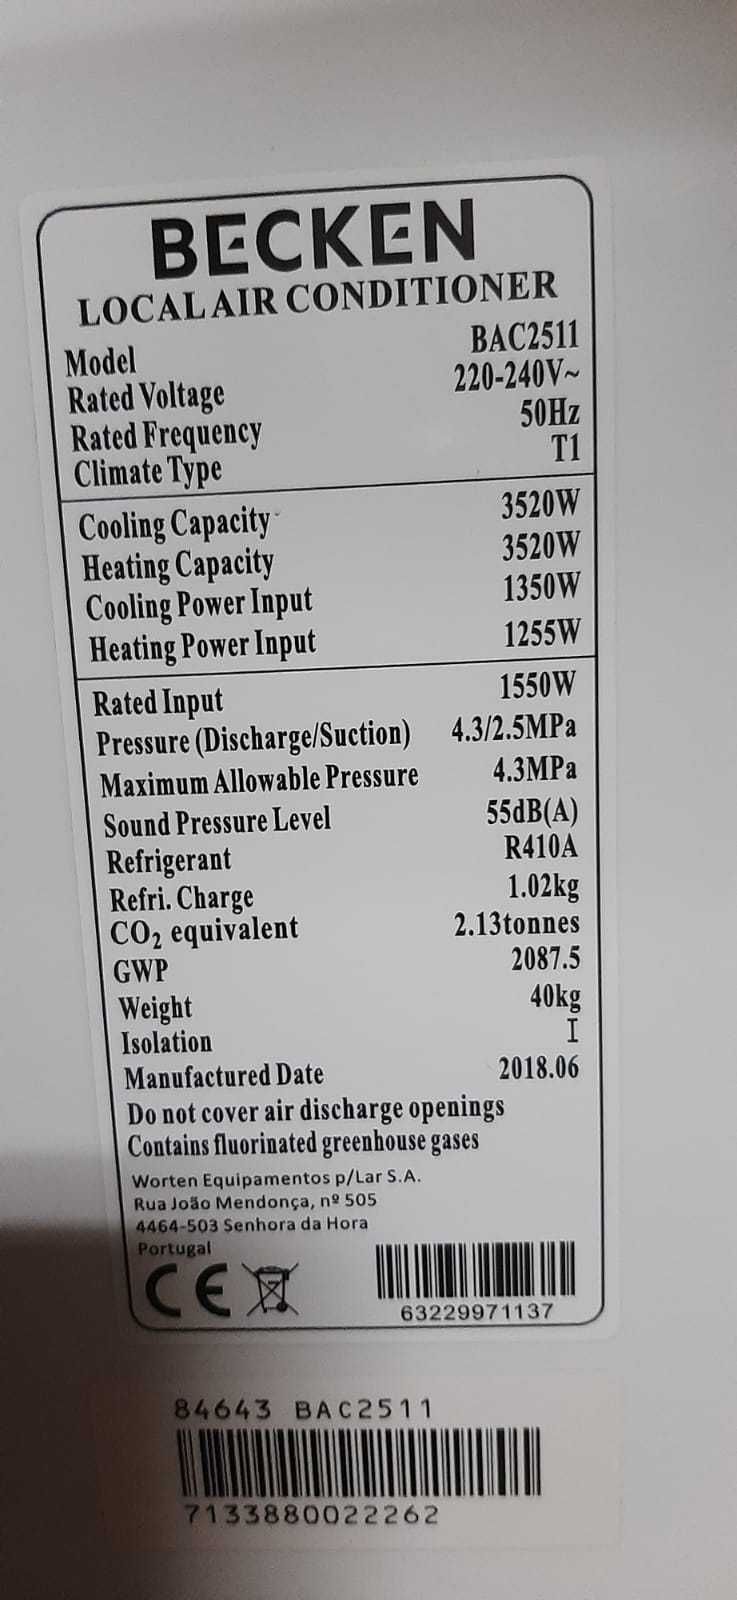 BECKEN
LOCAL AIR CONDITIONER
Model BAC2511
Rated Voltage 220-240V~
Rated Frequency 50Hz
Climate Type T1
Cooling Capacity 3520W
Heating Capacity 3520W
Cooling Power Input 1350W
Heating Power Input 1255W
Rated Input 1550W
Pressure (Discharge/Suction) 4.3/2.5MPa
Maximum Allowable Pressure 4.3MPa
Sound Pressure Level 55dB(A)
Refrigerant R410A
Refri. Charge 1.02kg
CO₂ equivalent 2.13tonnes
GWP 2087.5
Weight 40kg
Isolation I
Manufactured Date 2018.06
Do not cover air discharge openings
Contains fluorinated greenhouse gases
Worten Equipamentos p/Lar S.A.
Rua João Mendonça, nº 505
4464-503 Senhora da Hora
Portugal
CE
63229971137
84643 BAC2511
7133880022262